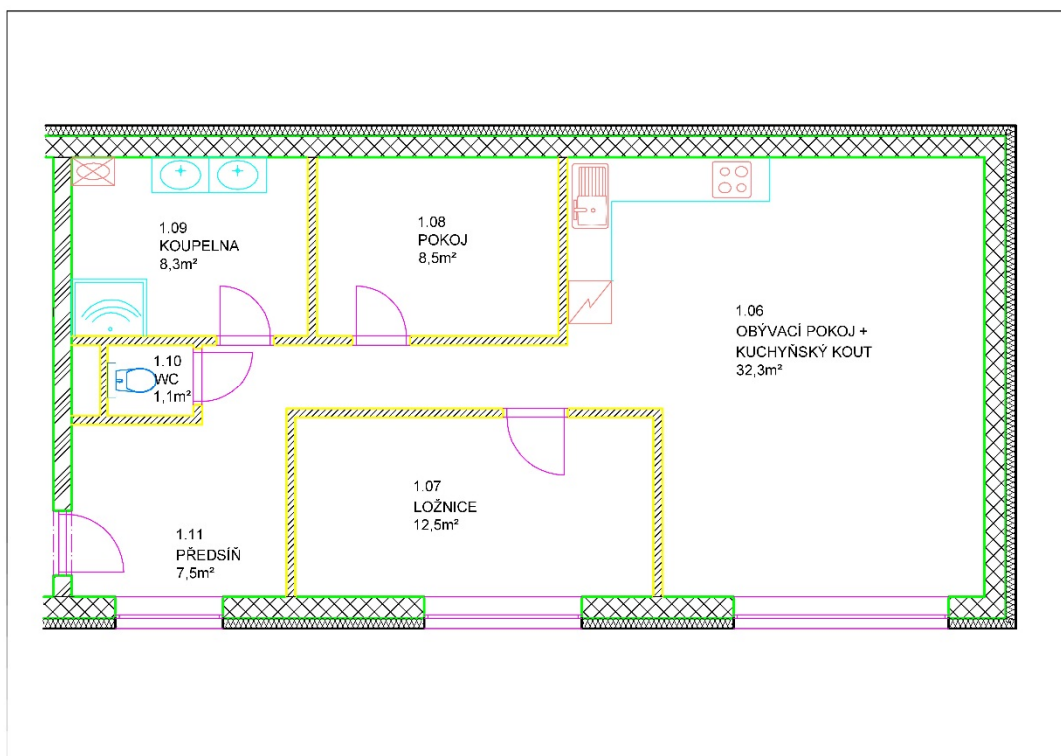 1.09
KOUPELNA
8,3m²
1.08
POKOJ
8,5m²
1.06
OBÝVACÍ POKOJ +
KUCHYŇSKÝ KOUT
32,3m²
1.10
WC
1,1m²
1.07
LOŽNICE
12,5m²
1.11
PŘEDSÍŇ
7,5m²